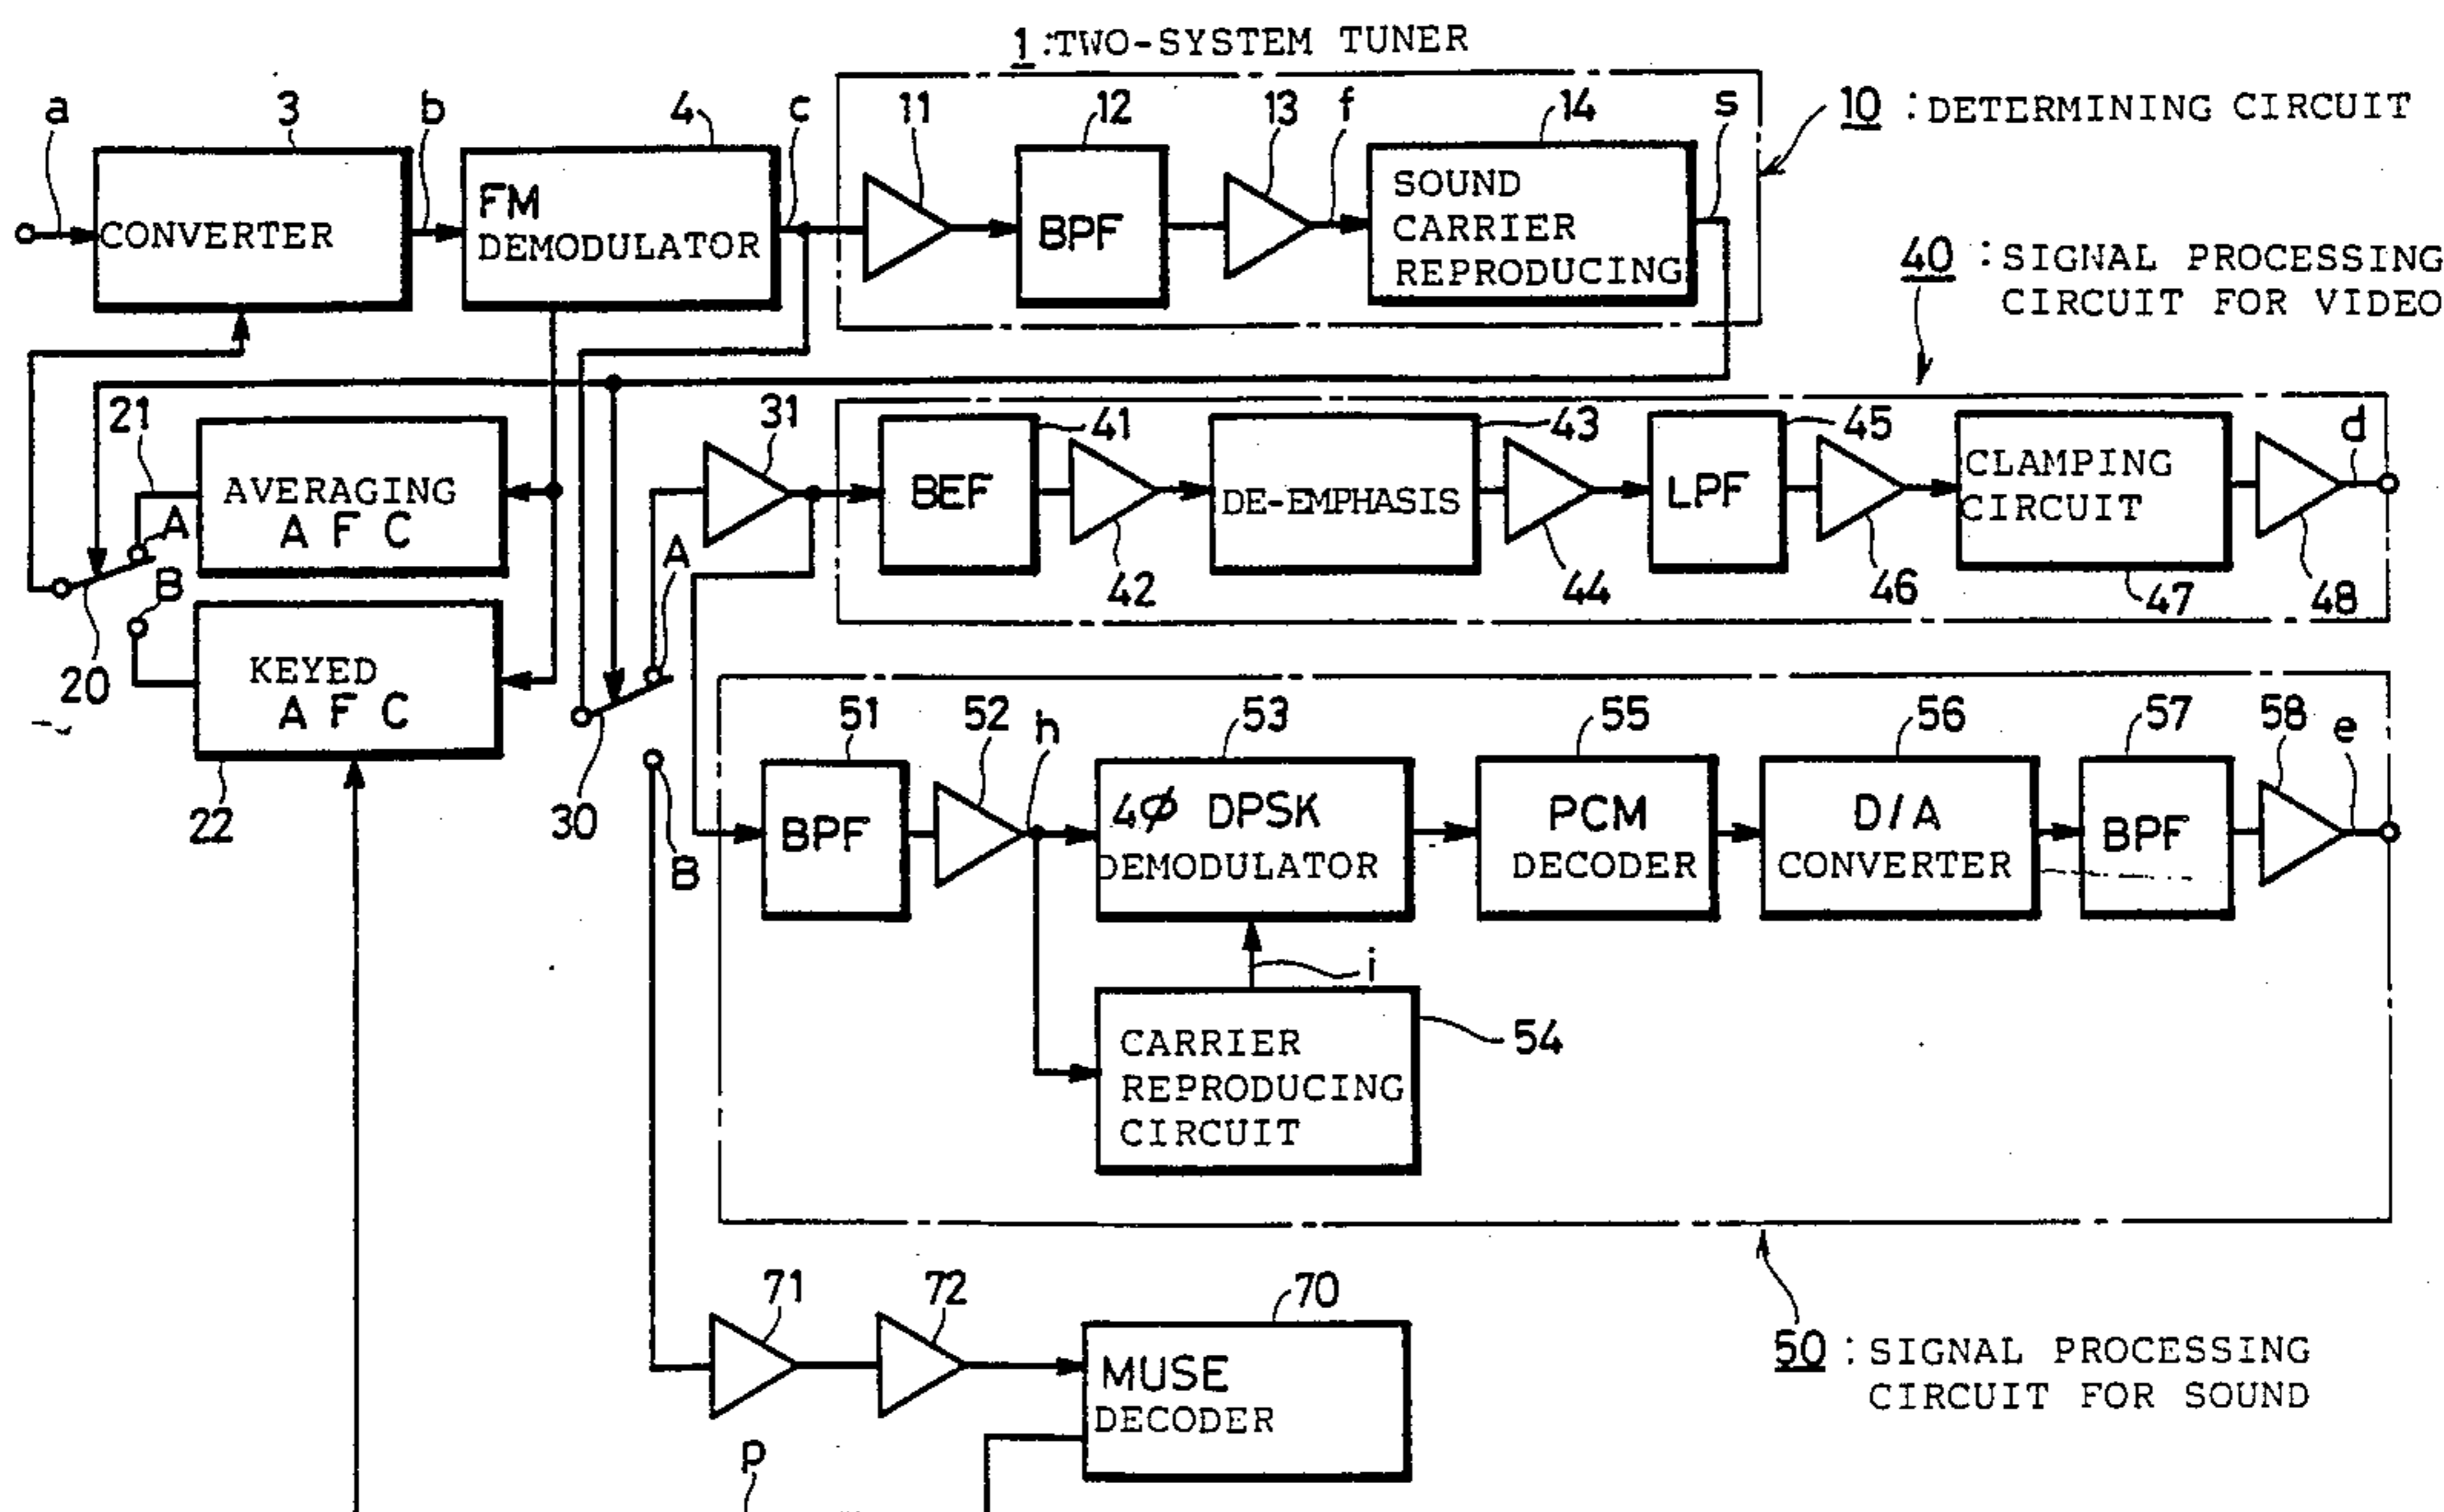 1 : TWO-SYSTEM TUNER
a
3
b
4
c
11
12
13
f
14
s
10 : DETERMINING CIRCUIT
CONVERTER
FM
DEMODULATOR
BPF
SOUND
CARRIER
REPRODUCING
40 : SIGNAL PROCESSING
CIRCUIT FOR VIDEO
21
AVERAGING
A F C
A
B
20
KEYED
A F C
22
31
41
42
43
44
45
46
47
48
d
BEF
DE-EMPHASIS
LPF
CLAMPING
CIRCUIT
A
30
B
51
52
h
53
55
56
57
58
e
BPF
4Φ DPSK
DEMODULATOR
PCM
DECODER
D/A
CONVERTER
BPF
i
CARRIER
REPRODUCING
CIRCUIT
54
71
72
70
MUSE
DECODER
50 : SIGNAL PROCESSING
CIRCUIT FOR SOUND
p